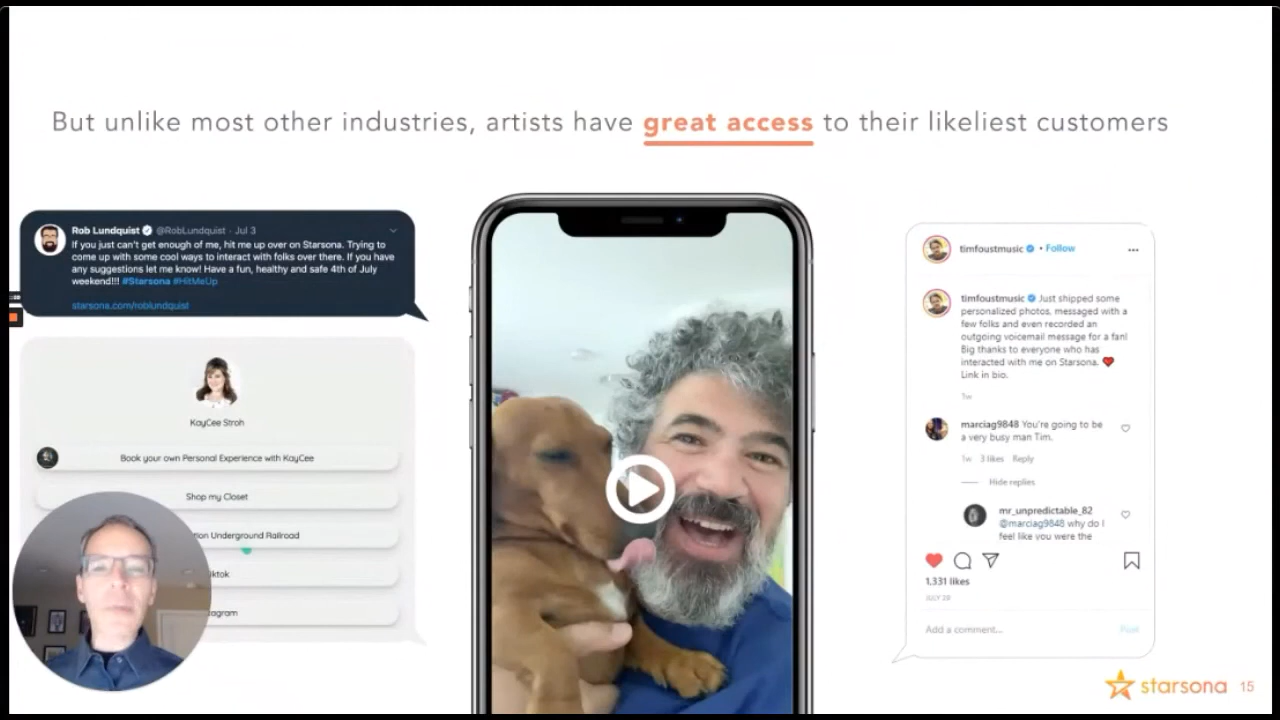 But unlike most other industries, artists have great access to their likeliest customers
Rob Lundquist @RobLundquist · Jul 3
If you just can't get enough of me, hit me up over on Starsona. Trying to
come up with some cool ways to interact with folks over there. If you have
any suggestions let me know! Have a fun, healthy and safe 4th of July
weekend!!! #Starsona #HitMeUp
starsona.com/roblundquist
KayCee Stroh
Book your own Personal Experience with KayCee
Shop my Closet
Underground Railroad
timfoustmusic • Follow
timfoustmusic Just shipped some
personalized photos, messaged with a
few folks and even recorded an
outgoing voicemail message for a fan!
Big thanks to everyone who has
interacted with me on Starsona. ❤
Link in bio.
1w
marciag9848 You're going to be
a very busy man Tim.
1w 3 likes Reply
Hide replies
mr_unpredictable_82
@marciag9848 why do I
feel like you were the
1,331 likes
JULY 29
Add a comment...
Post
starsona 15